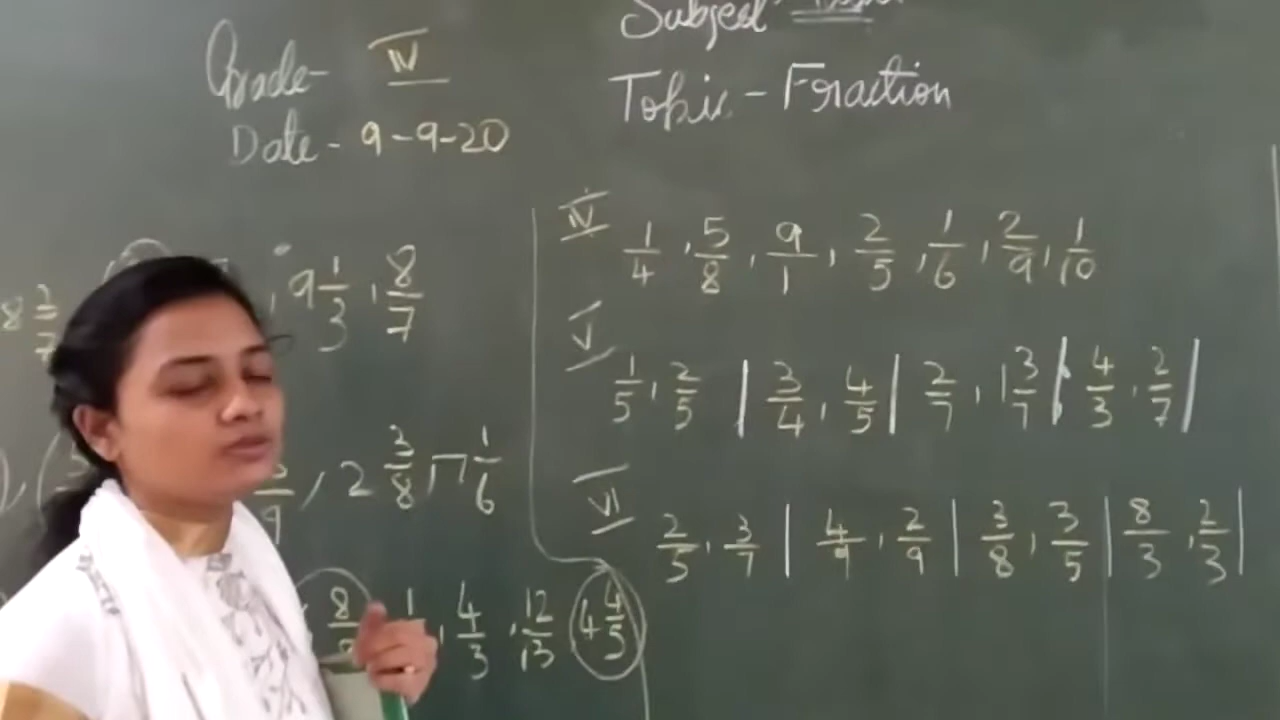 Subject
Grade - IV
Topic - Fraction
Date - 9-9-20
IV 1/4, 5/8, 9/1, 2/5, 1/6, 2/9, 1/10
, 9 1/3, 8/7
V 1/5, 2/5 | 3/4, 4/5 | 2/7, 1 3/7 | 4/3, 2/7 |
, 2 3/8, 17 1/6
VI 2/5, 3/7 | 4/9, 2/9 | 3/8, 3/5 | 8/3, 2/3 |
, 4/3, 12/13, 4 4/5